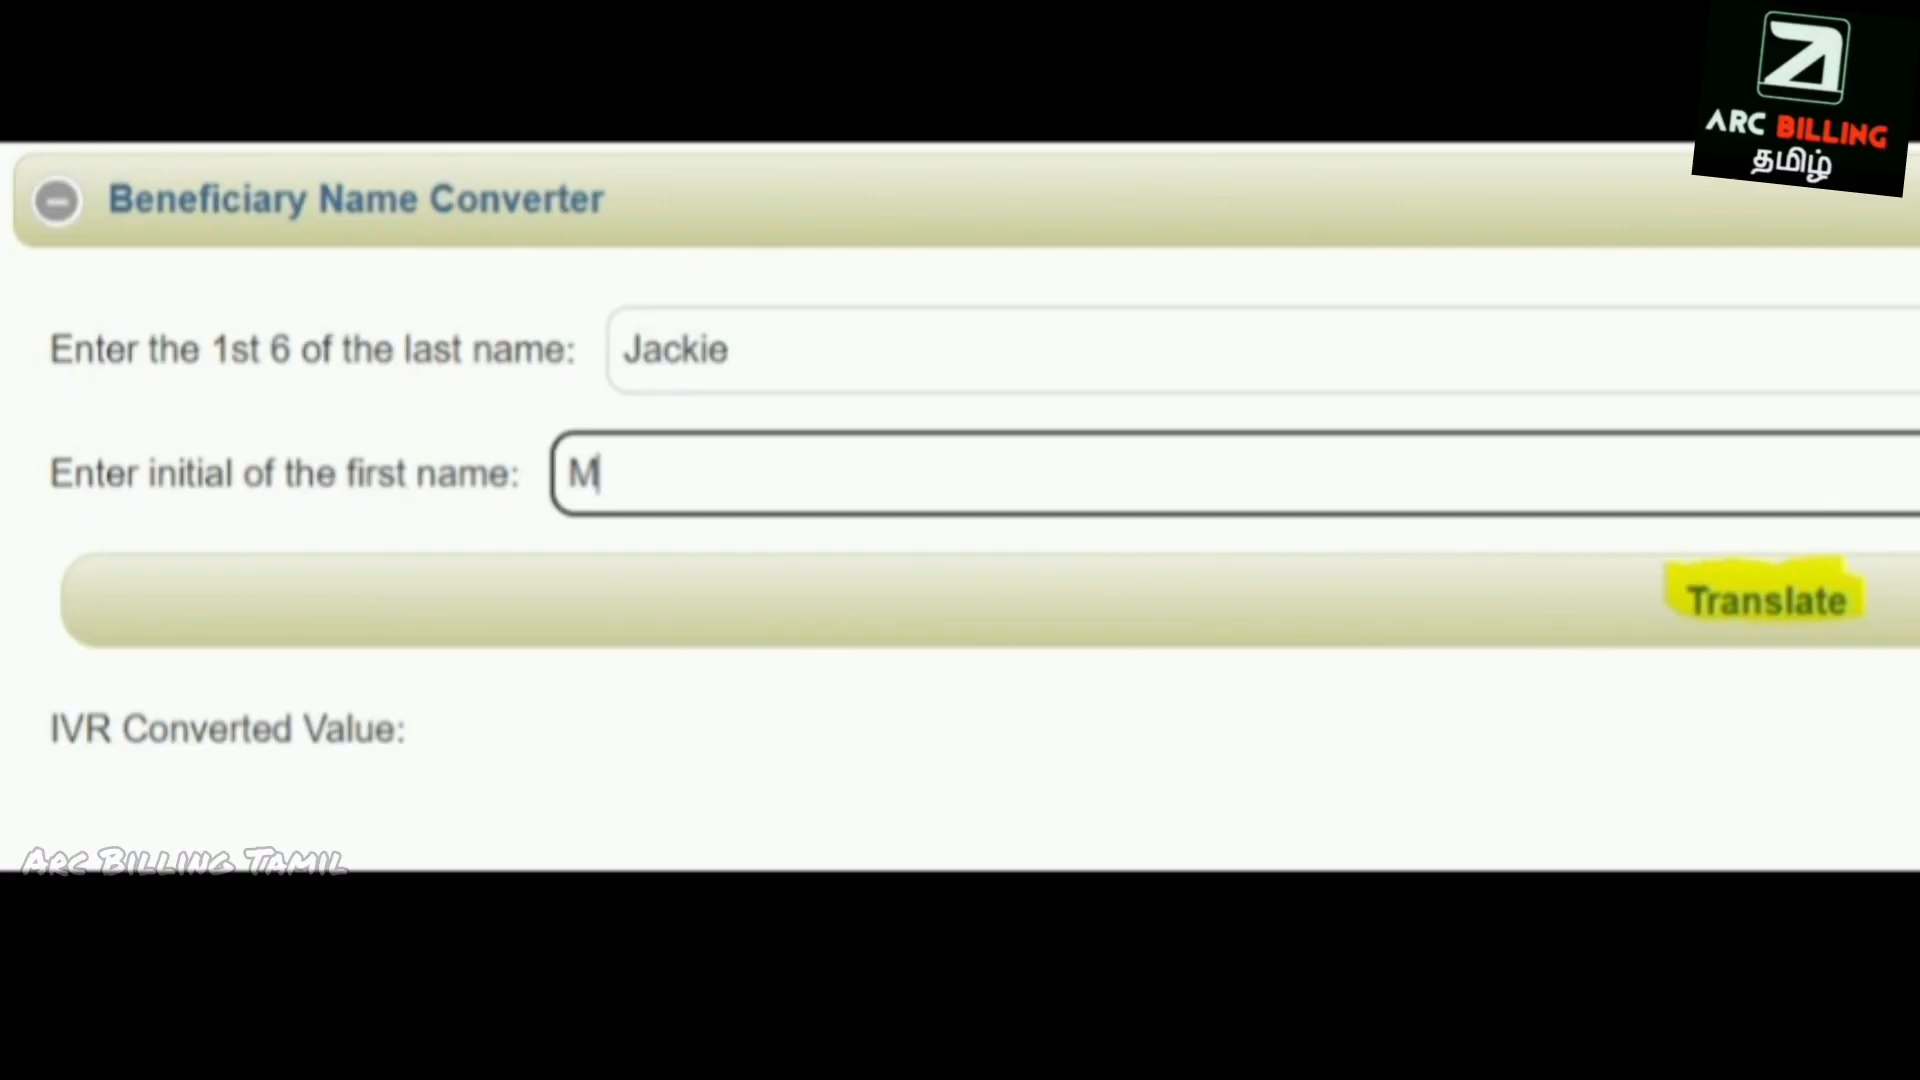 ARC BILLING
தமிழ்
Beneficiary Name Converter
Enter the 1st 6 of the last name: Jackie
Enter initial of the first name: M
Translate
IVR Converted Value:
Arc Billing Tamil